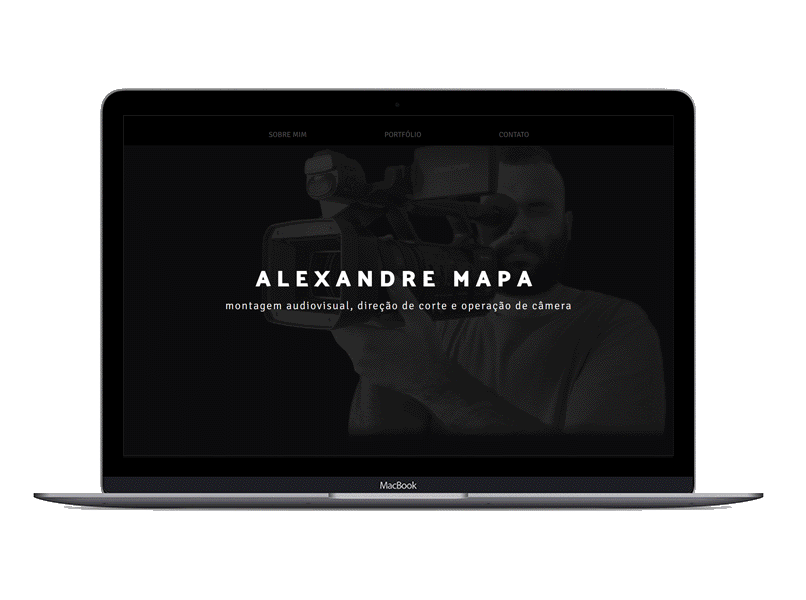 SOBRE MIM PORTFÓLIO CONTATO
ALEXANDRE MAPA
montagem audiovisual, direção de corte e operação de câmera
MacBook